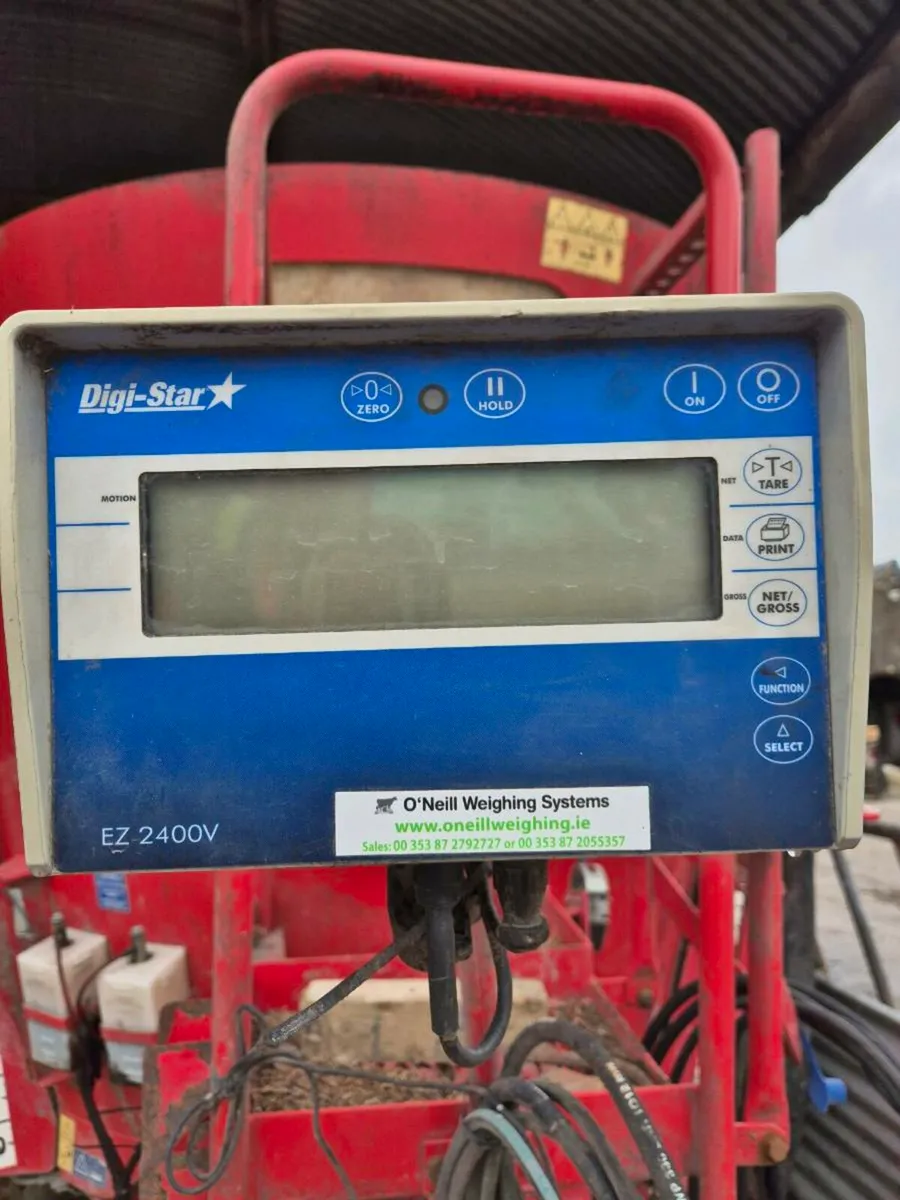 Digi-Star
0
ZERO
HOLD
ON
OFF
MOTION
NET
T
TARE
DATA
PRINT
GROSS
NET/
GROSS
FUNCTION
SELECT
EZ 2400V
O'Neill Weighing Systems
www.oneillweighing.ie
Sales: 00 353 87 2792727 or 00 353 87 2055357